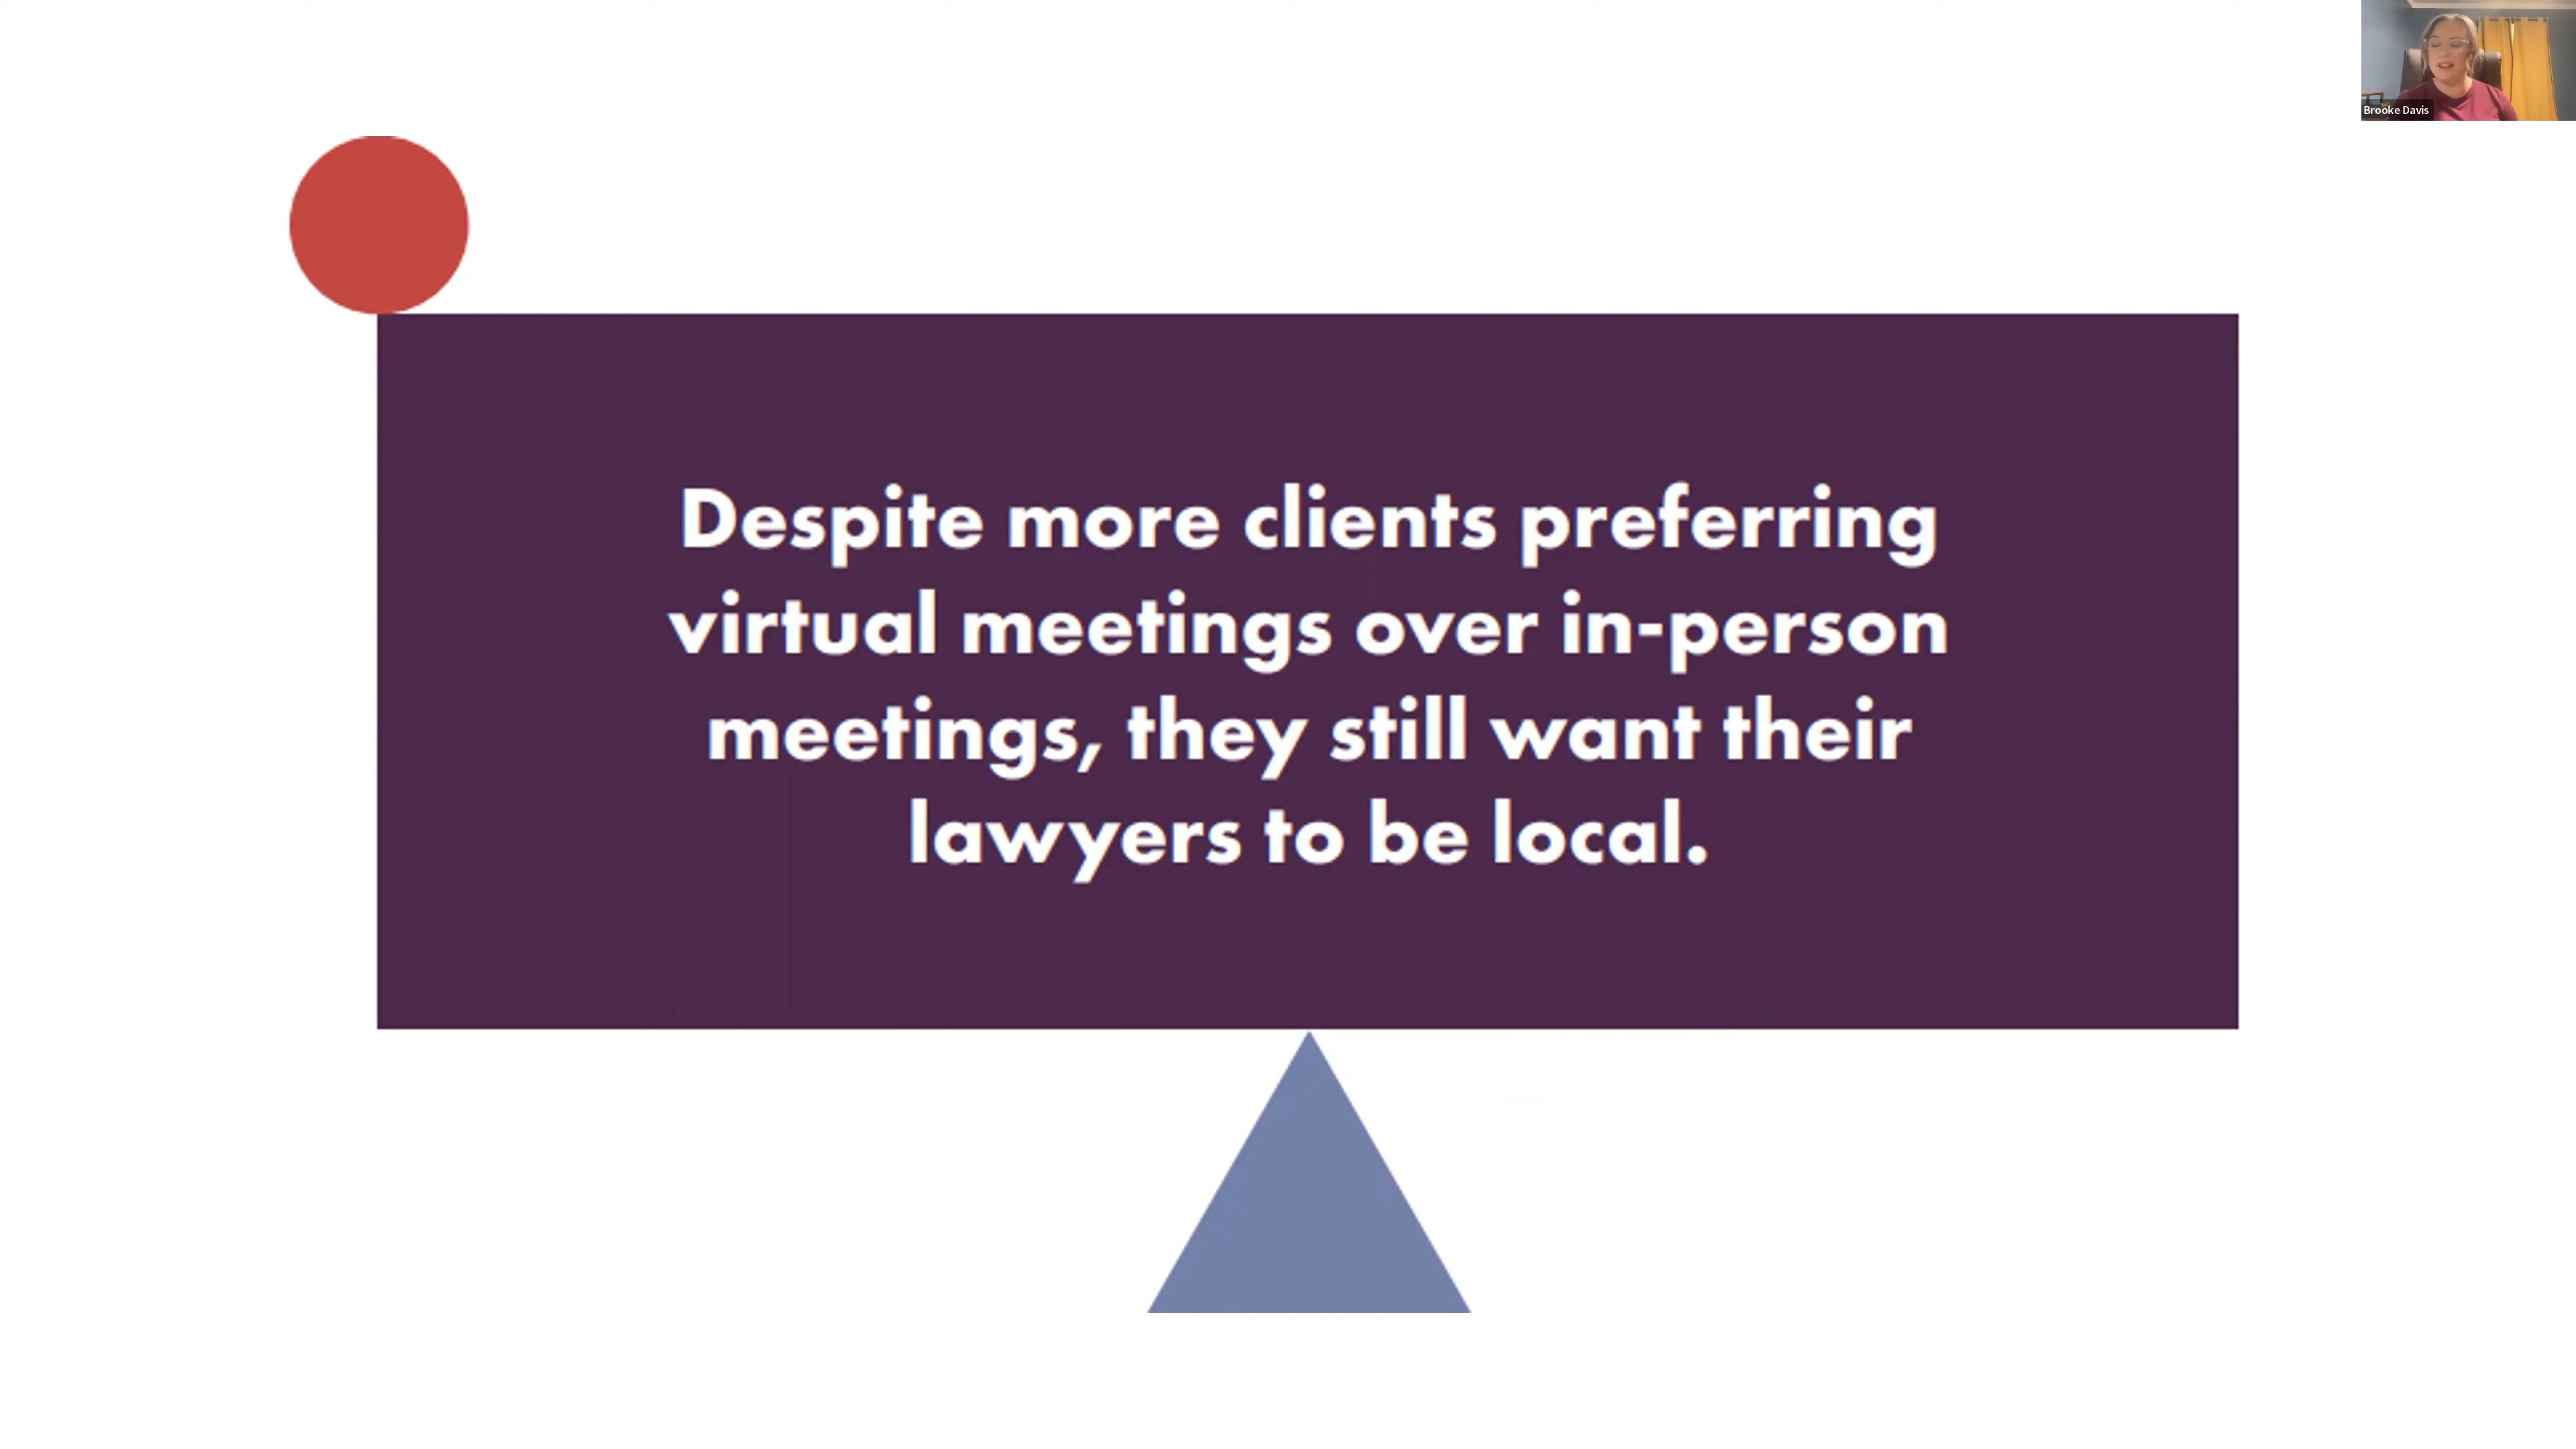 Brooke Davis
Despite more clients preferring
virtual meetings over in-person
meetings, they still want their
lawyers to be local.